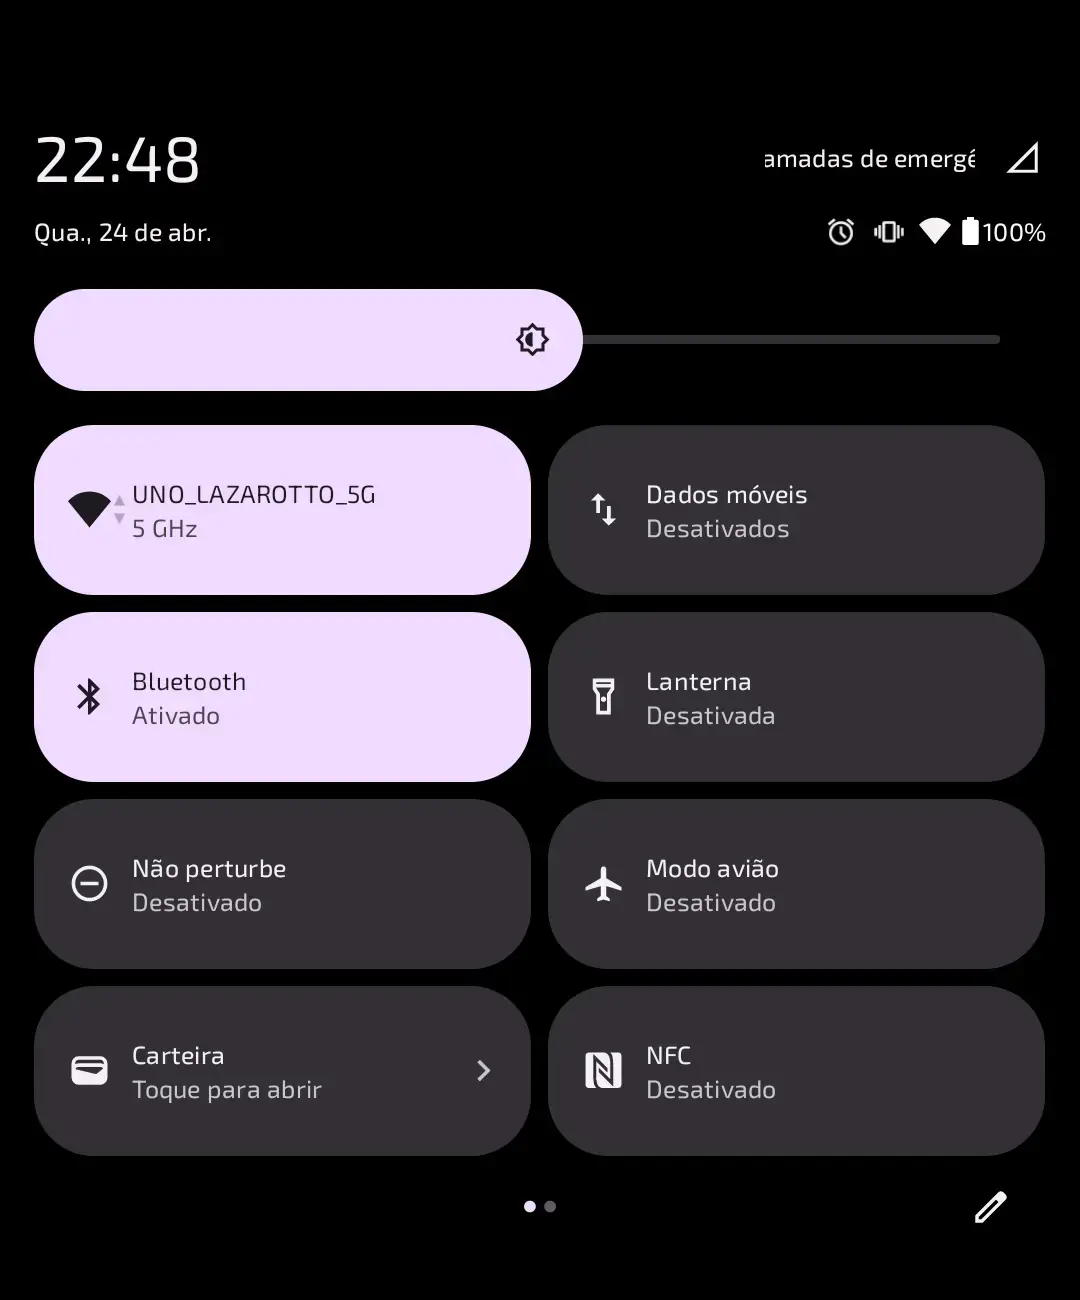 22:48
amadas de emergê
Qua., 24 de abr.
100%
UNO_LAZAROTTO_5G
5 GHz
Dados móveis
Desativados
Bluetooth
Ativado
Lanterna
Desativada
Não perturbe
Desativado
Modo avião
Desativado
Carteira
Toque para abrir
NFC
Desativado